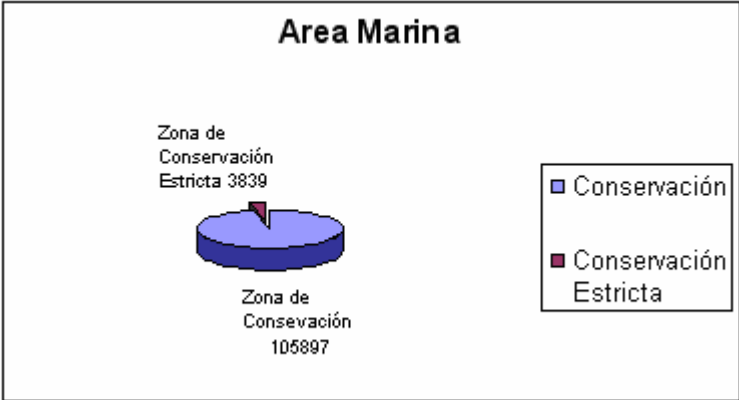 Area Marina
Zona de
Conservación
Estricta 3839
Zona de
Consevación
105897
Conservación
Conservación
Estricta